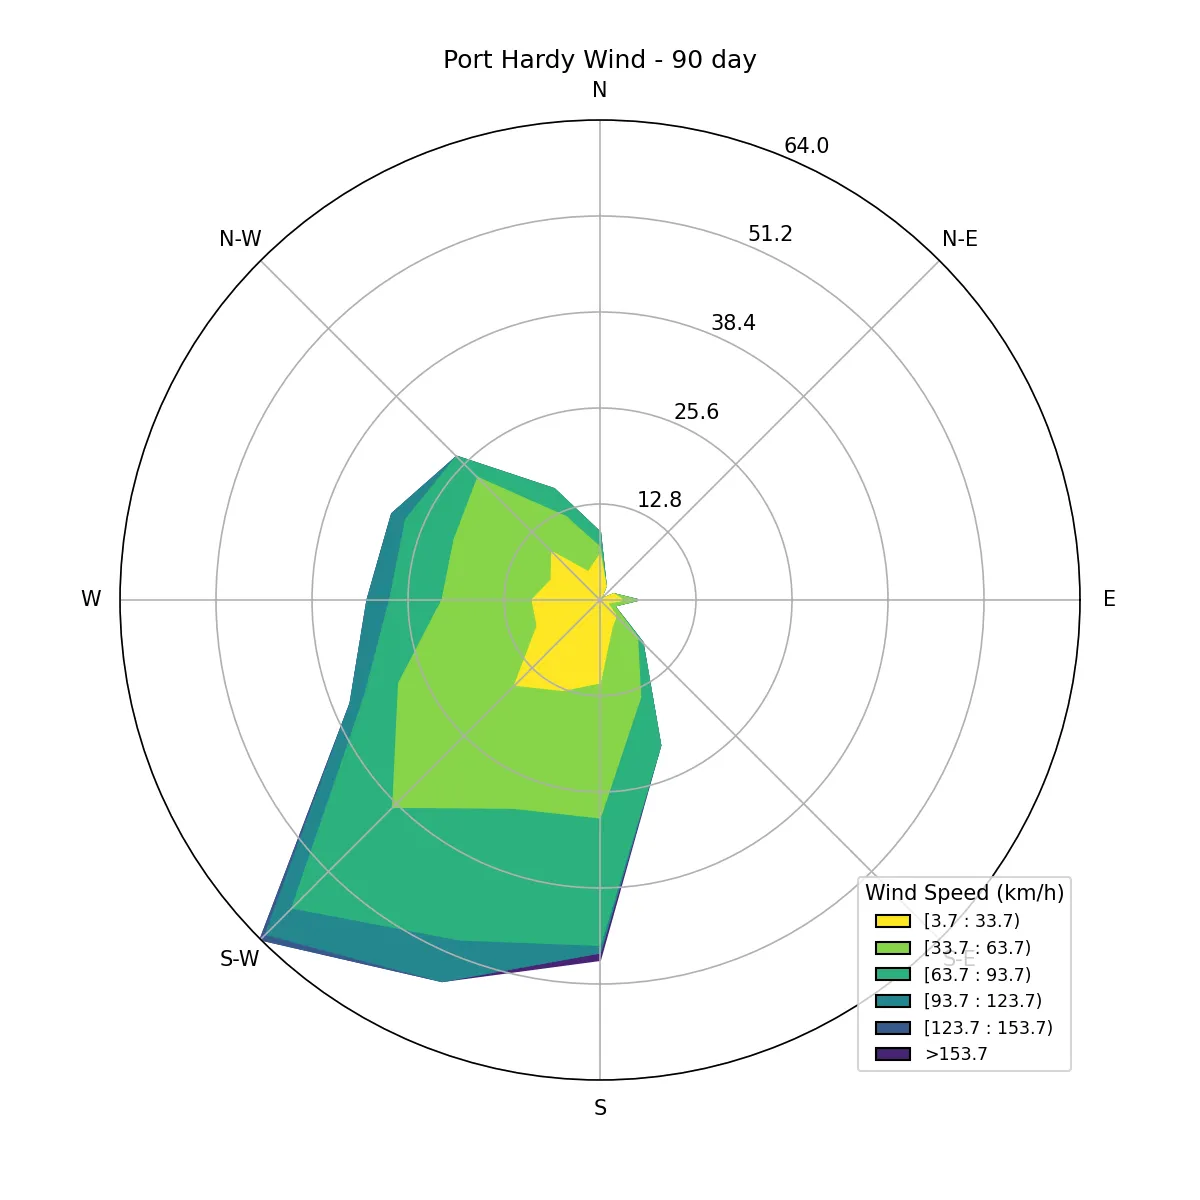 Port Hardy Wind - 90 day
N
64.0
N-W
51.2
N-E
38.4
25.6
12.8
W
E
Wind Speed (km/h)
[3.7 : 33.7)
[33.7 : 63.7)
S-W
S-E
[63.7 : 93.7)
[93.7 : 123.7)
[123.7 : 153.7)
>153.7
S